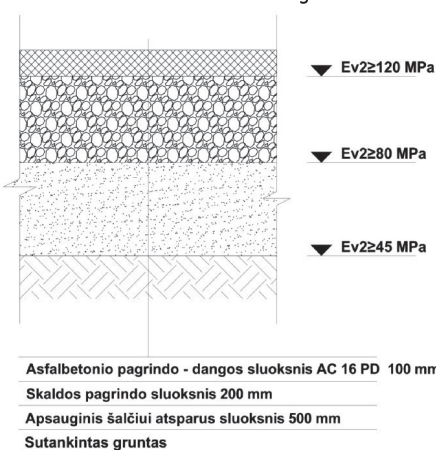 Ev2≥120 MPa
Ev2≥80 MPa
Ev2≥45 MPa
Asfalbetonio pagrindo - dangos sluoksnis AC 16 PD 100 mm
Skaldos pagrindo sluoksnis 200 mm
Apsauginis šalčiui atsparus sluoksnis 500 mm
Sutankintas gruntas